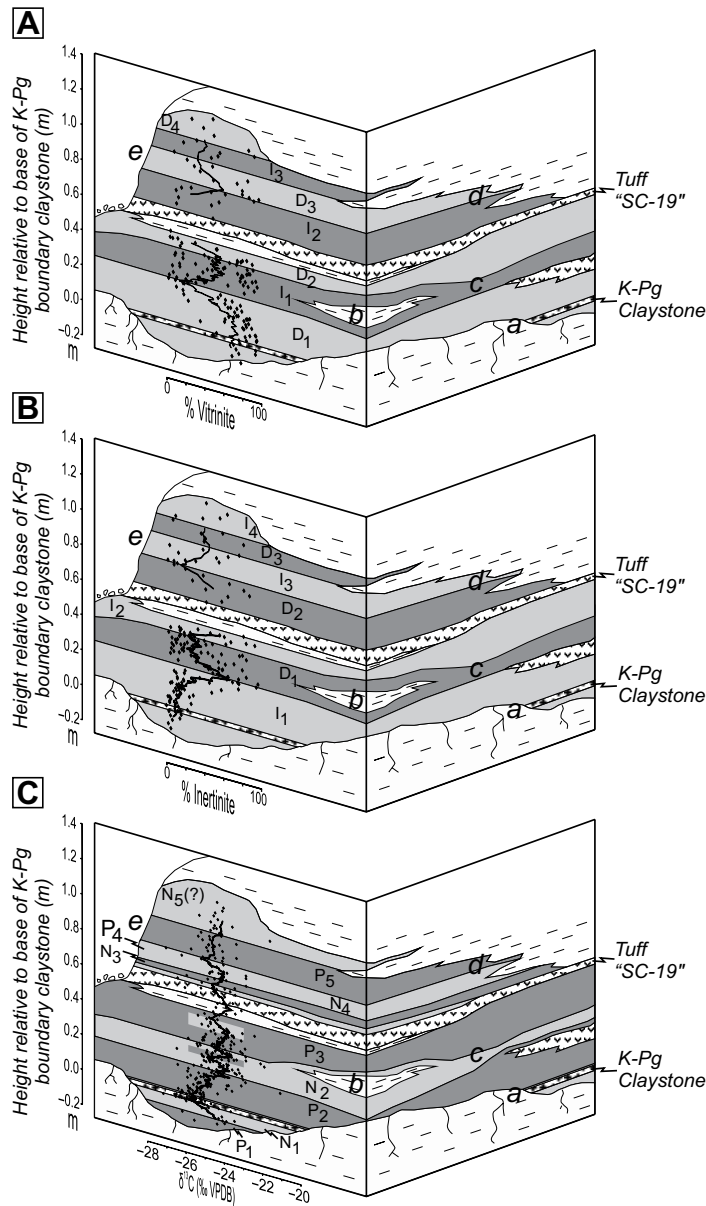 A
Height relative to base of K-Pg
boundary claystone (m)
1.4
1.2
1.0
0.8
0.6
0.4
0.2
0.0
-0.2
m
D4
e
I3
D3
I2
D2
I1
D1
b
d
c
a
Tuff
"SC-19"
K-Pg
Claystone
0
100
% Vitrinite
B
Height relative to base of K-Pg
boundary claystone (m)
1.4
1.2
1.0
0.8
0.6
0.4
0.2
0.0
-0.2
m
I4
e
D3
I3
D2
I2
D1
I1
b
d
c
a
Tuff
"SC-19"
K-Pg
Claystone
0
100
% Inertinite
C
Height relative to base of K-Pg
boundary claystone (m)
1.4
1.2
1.0
0.8
0.6
0.4
0.2
0.0
-0.2
m
N5(?)
P4
e
N3
P5
N4
P3
N2
P2
P1
N1
b
d
c
a
Tuff
"SC-19"
K-Pg
Claystone
−28
−26
−24
−22
−20
δ¹³C (‰ VPDB)